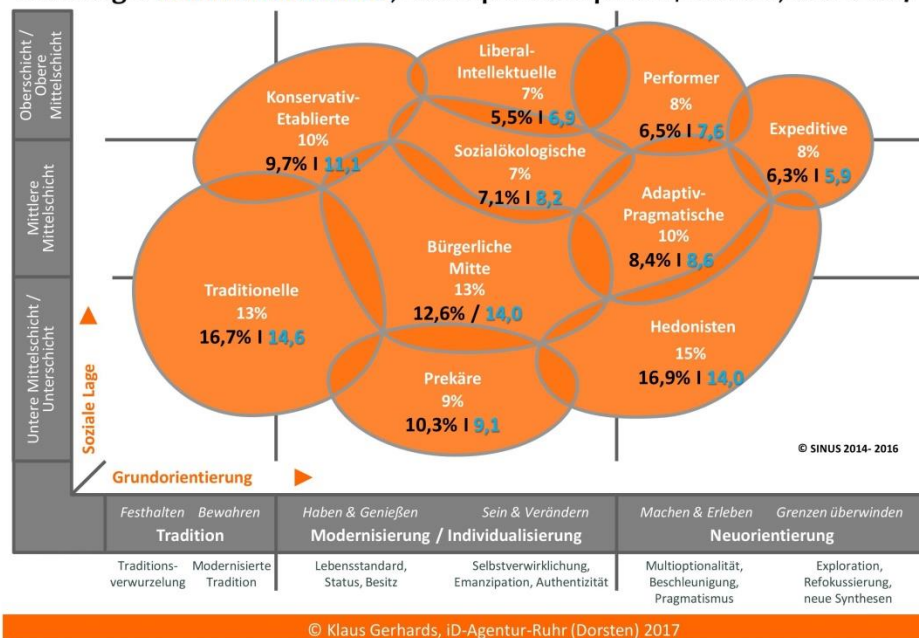 Oberschicht /
Obere
Mittelschicht
Mittlere
Mittelschicht
Untere Mittelschicht /
Unterschicht
Soziale Lage
Konservativ-
Etablierte
10%
9,7% I 11,1
Liberal-
Intellektuelle
7%
5,5% I 6,9
Performer
8%
6,5% I 7,6
Expeditive
8%
6,3% I 5,9
Sozialökologische
7%
7,1% I 8,2
Adaptiv-
Pragmatische
10%
8,4% I 8,6
Traditionelle
13%
16,7% I 14,6
Bürgerliche
Mitte
13%
12,6% / 14,0
Hedonisten
15%
16,9% I 14,0
Prekäre
9%
10,3% I 9,1
© SINUS 2014- 2016
Grundorientierung
Festhalten Bewahren
Tradition
Haben & Genießen Sein & Verändern
Modernisierung / Individualisierung
Machen & Erleben Grenzen überwinden
Neuorientierung
Traditions-
verwurzelung
Modernisierte
Tradition
Lebensstandard,
Status, Besitz
Selbstverwirklichung,
Emanzipation, Authentizität
Multioptionalität,
Beschleunigung,
Pragmatismus
Exploration,
Refokussierung,
neue Synthesen
© Klaus Gerhards, iD-Agentur-Ruhr (Dorsten) 2017